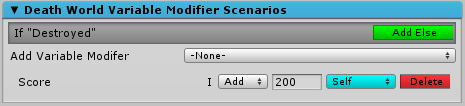 ▼ Death World Variable Modifier Scenarios
If "Destroyed" Add Else
Add Variable Modifer -None-
Score I Add 200 Self Delete